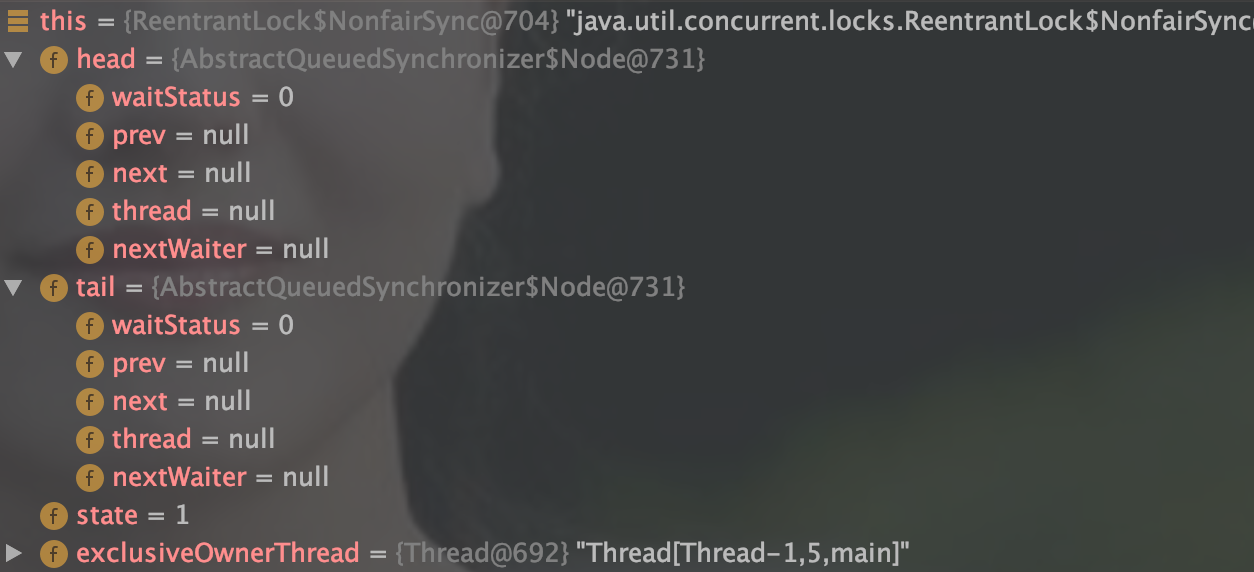 this = {ReentrantLock$NonfairSync@704} "java.util.concurrent.locks.ReentrantLock$NonfairSync
f head = {AbstractQueuedSynchronizer$Node@731}
f waitStatus = 0
f prev = null
f next = null
f thread = null
f nextWaiter = null
f tail = {AbstractQueuedSynchronizer$Node@731}
f waitStatus = 0
f prev = null
f next = null
f thread = null
f nextWaiter = null
f state = 1
f exclusiveOwnerThread = {Thread@692} "Thread[Thread-1,5,main]"